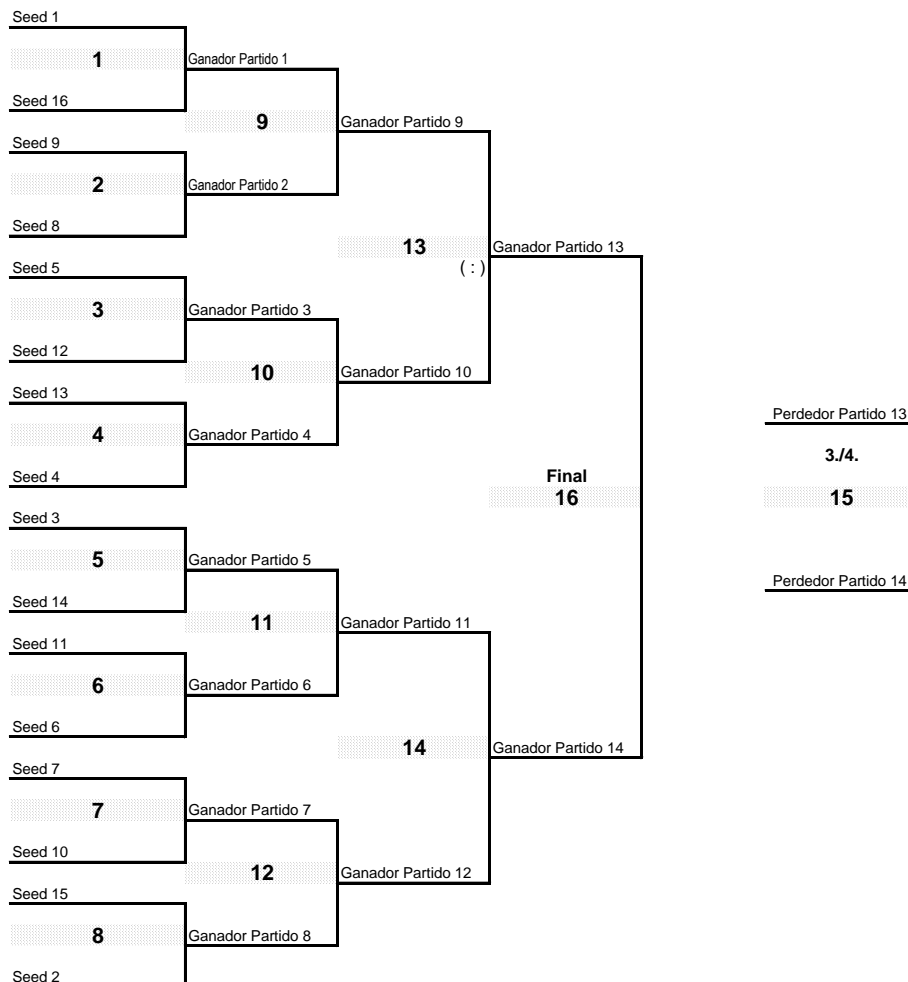 Seed 1
1
Ganador Partido 1
Seed 16
9
Ganador Partido 9
Seed 9
2
Ganador Partido 2
Seed 8
13
Ganador Partido 13
( : )
Seed 5
3
Ganador Partido 3
Seed 12
10
Ganador Partido 10
Seed 13
4
Ganador Partido 4
Seed 4
Final
16
Perdedor Partido 13
3./4.
15
Perdedor Partido 14
Seed 3
5
Ganador Partido 5
Seed 14
11
Ganador Partido 11
Seed 11
6
Ganador Partido 6
Seed 6
14
Ganador Partido 14
Seed 7
7
Ganador Partido 7
Seed 10
12
Ganador Partido 12
Seed 15
8
Ganador Partido 8
Seed 2